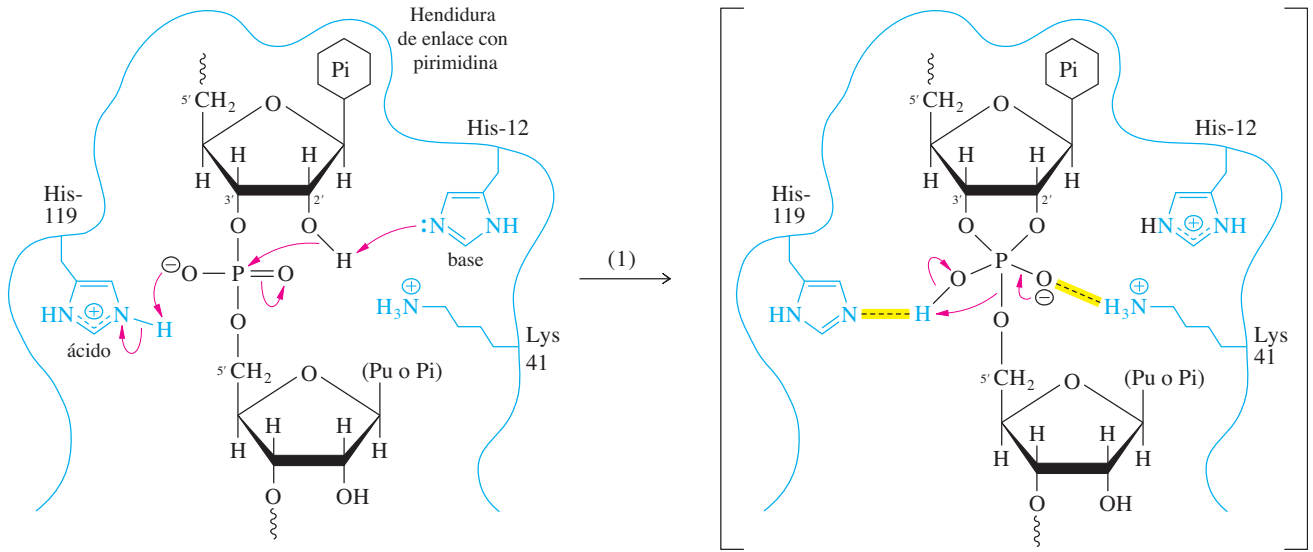 Hendidura
de enlace con
pirimidina
Pi
5′ CH₂
O
His-12
H H
H H
3′ 2′
His-
119
O O
H
:N NH
base
⊖O P O
H₃N⊕
HN ⊕ N H
ácido
O
Lys
41
5′ CH₂
O
(Pu o Pi)
H H
H H
O OH
(1)
Pi
5′ CH₂
O
His-12
H H
H H
3′ 2′
His-
119
O O
HN ⊕ NH
P
O O⊖
HN N H
H₃N⊕
O
Lys
41
5′ CH₂
O
(Pu o Pi)
H H
H H
O OH